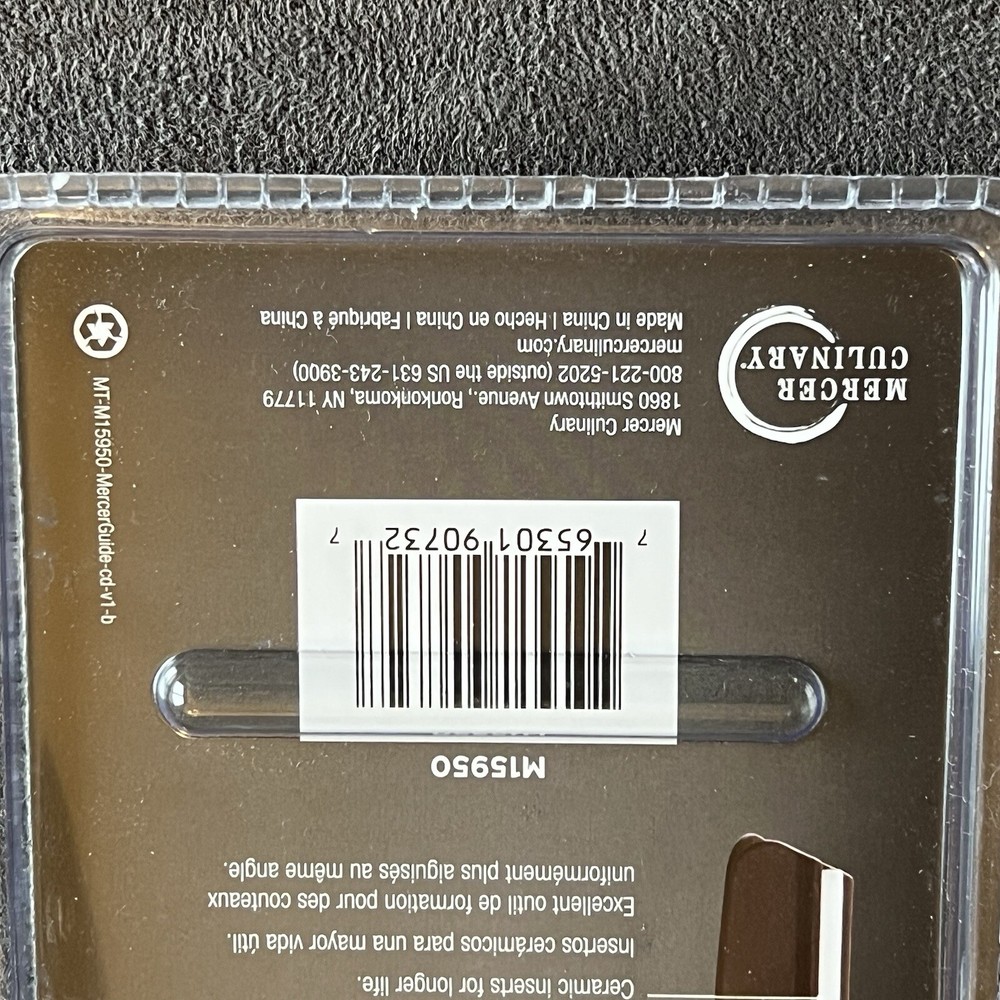 Ceramic inserts for longer life.
Insertos cerámicos para una mayor vida útil.
Excellent outil de formation pour des couteaux
uniformément plus aiguisés au même angle.
M15950
7 65301 90732 7
MERCER
CULINARY®
Mercer Culinary
1860 Smithtown Avenue., Ronkonkoma, NY 11779
800-221-5202 (outside the US 631-243-3900)
mercerculinary.com
Made in China | Hecho en China | Fabriqué à China
MT-M15950-MercerGuide-cd-v1-b